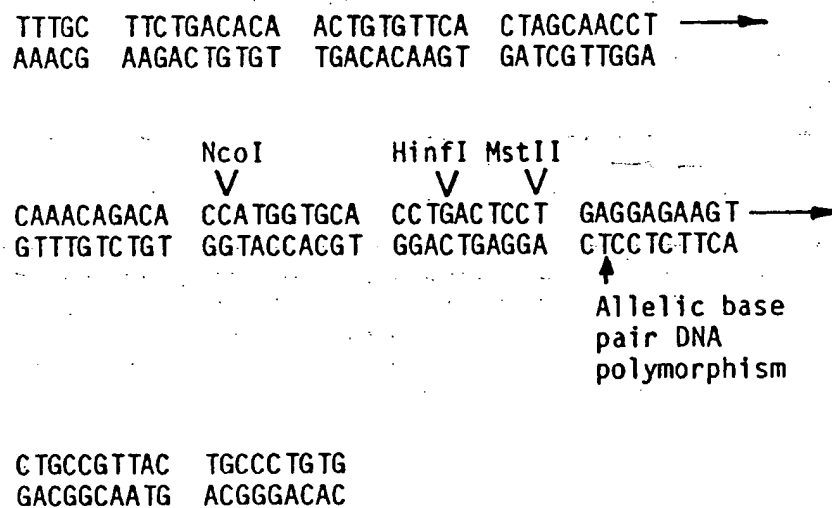 TTTGC TTCTGACACA ACTGTGTTCA CTAGCAACCT
AAACG AAGACTGTGT TGACACAAGT GATCGTTGGA
NcoI HinfI MstII
CAAACAGACA CCATGGTGCA CCTGACTCCT GAGGAGAAGT
GTTTGTCTGT GGTACCACGT GGACTGAGGA CTCCTCTTCA
Allelic base
pair DNA
polymorphism
CTGCCGTTAC TGCCCTGTG
GACGGCAATG ACGGGACAC